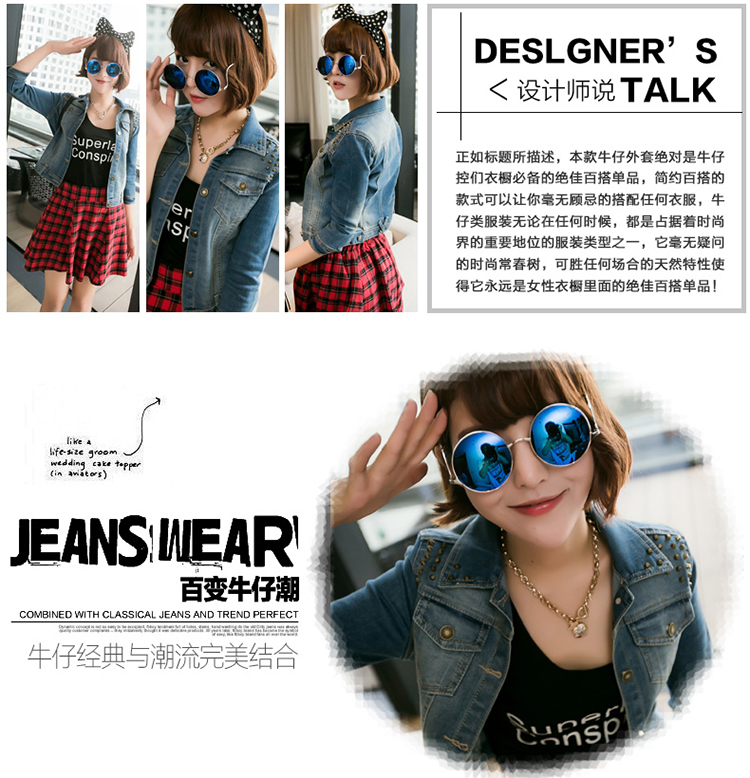 Superla
Conspi
DESLGNER’S
<设计师说 TALK
正如标题所描述，本款牛仔外套绝对是牛仔
控们衣橱必备的绝佳百搭单品，简约百搭的
款式可以让你毫无顾忌的搭配任何衣服，牛
仔类服装无论在任何时候，都是占据着时尚
界的重要地位的服装类型之一，它毫无疑问
的时尚常春树，可胜任何场合的天然特性使
得它永远是女性衣橱里面的绝佳百搭单品！
like a
life-size groom
wedding cake topper
(in aviators)
JEANSWEAR
百变牛仔潮
COMBINED WITH CLASSICAL JEANS AND TREND PERFECT
牛仔经典与潮流完美结合
Superl
Conspi